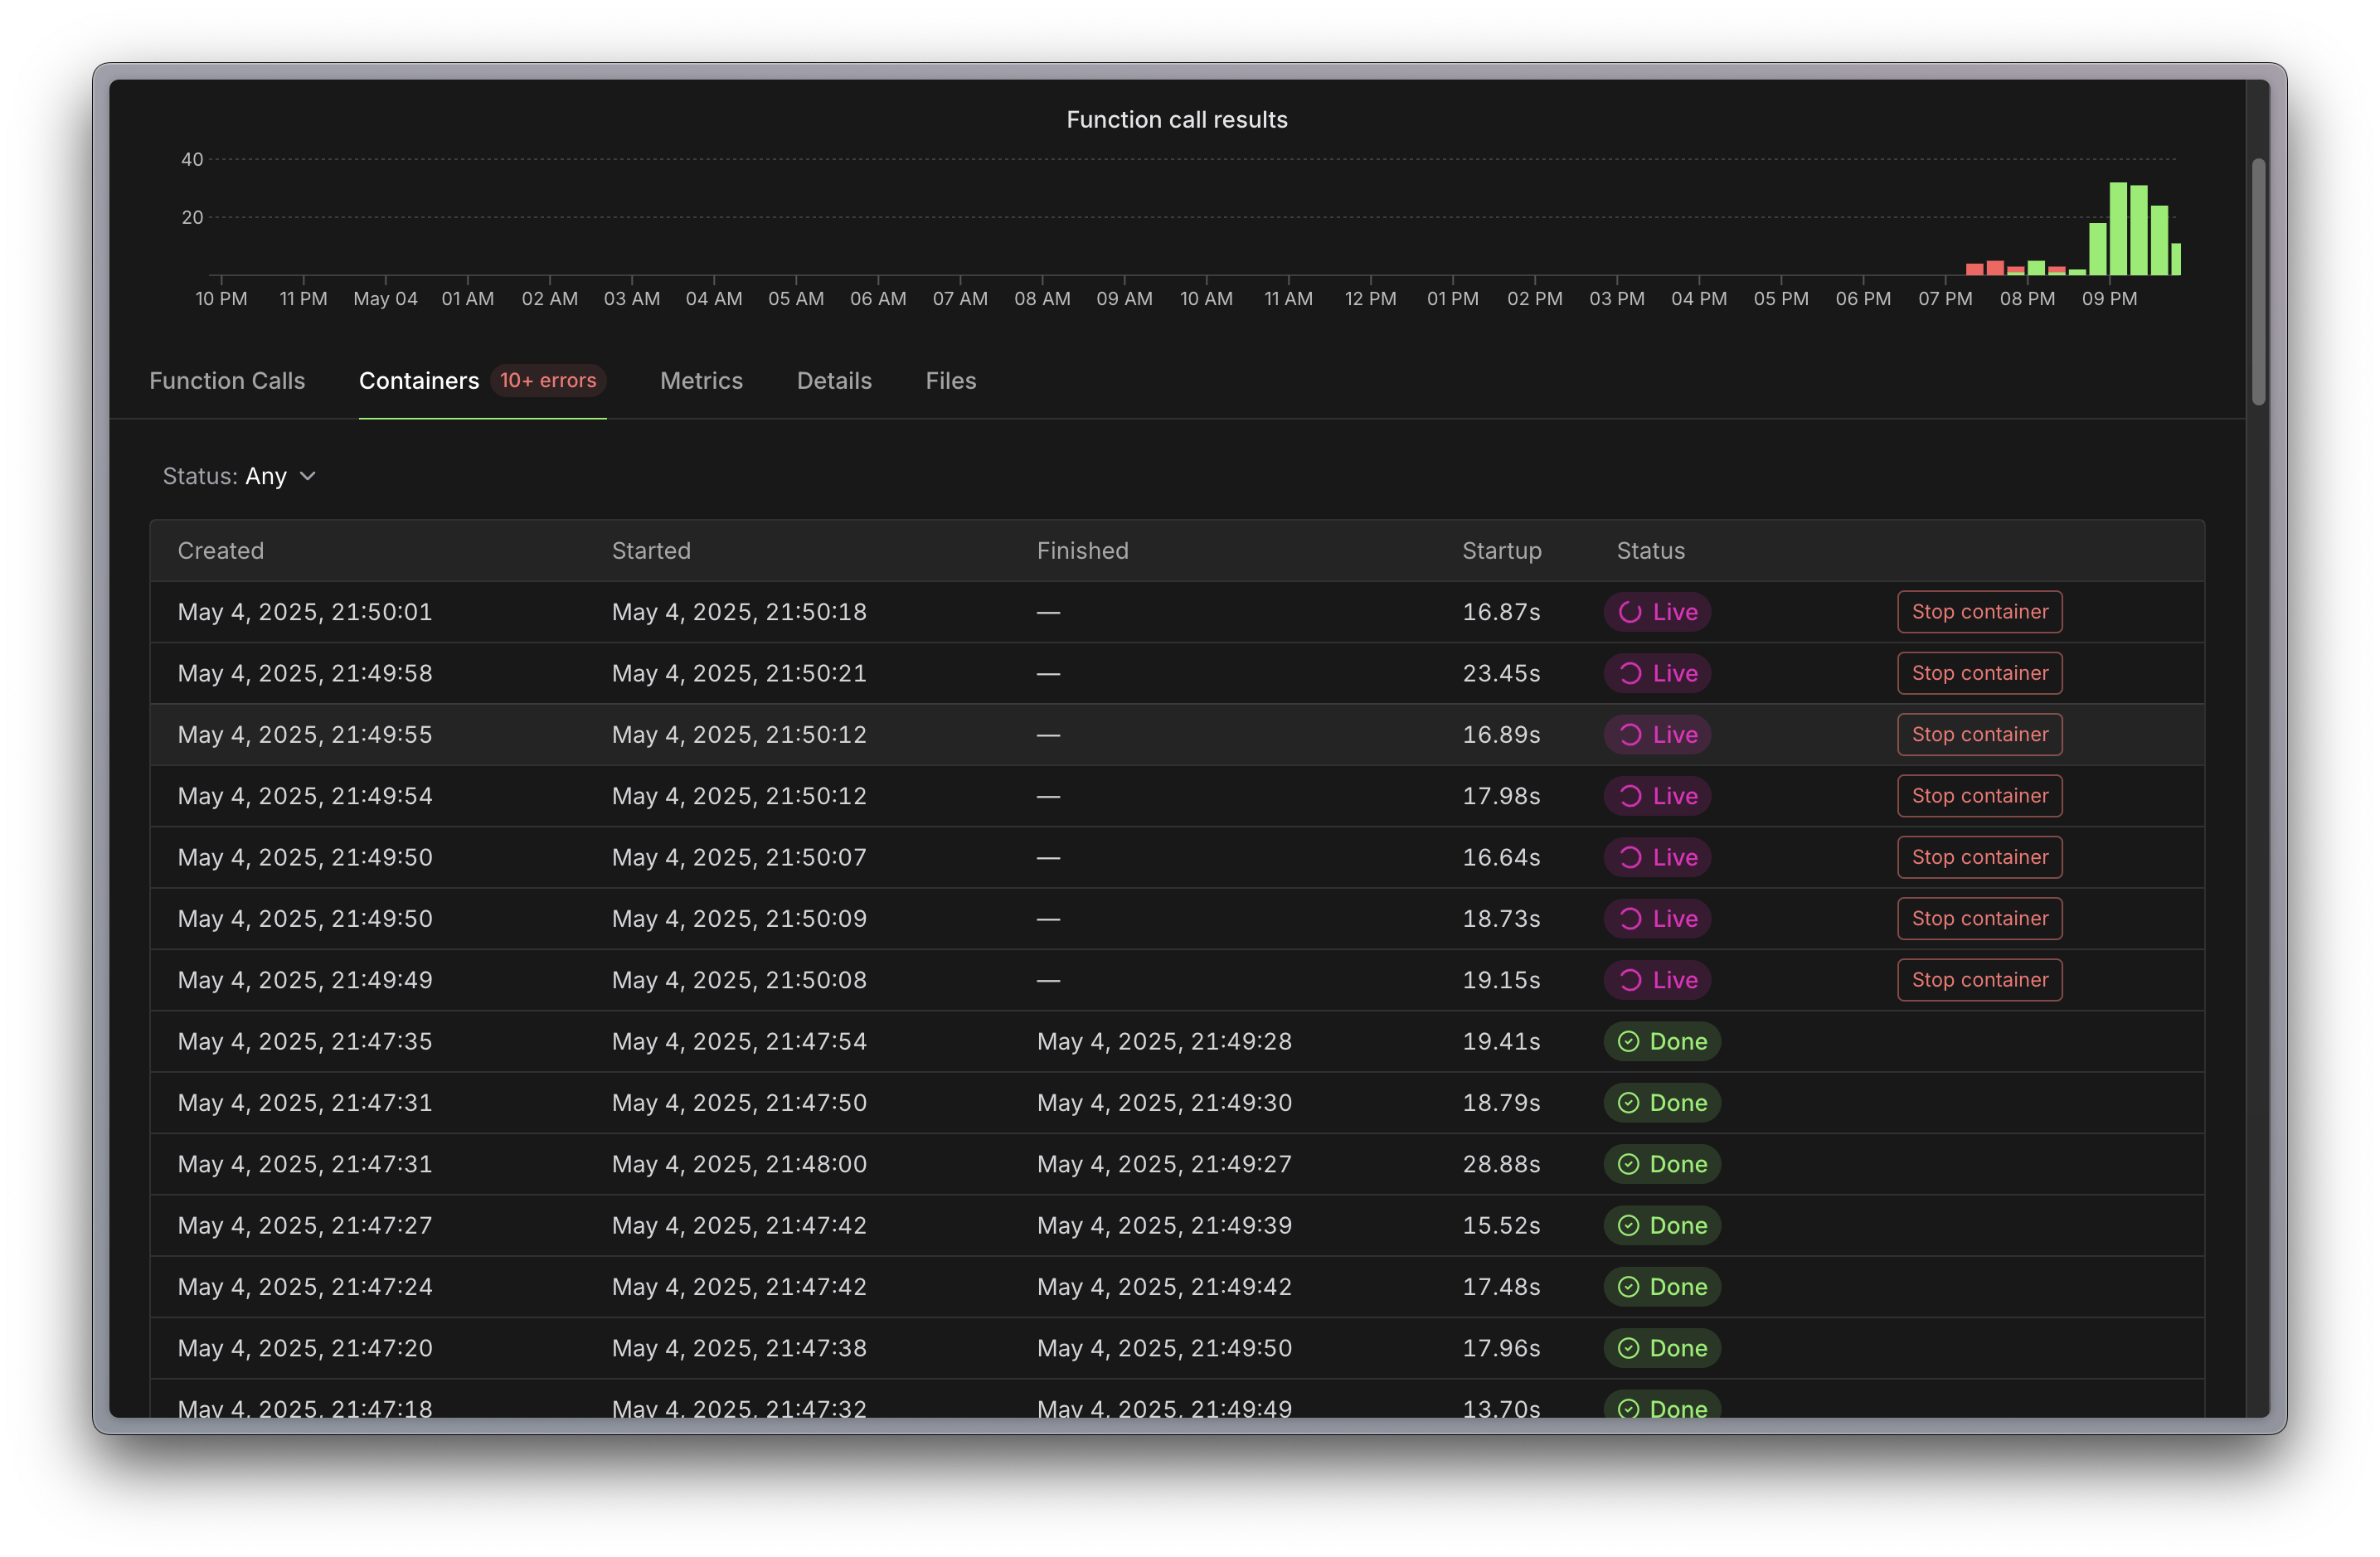 Function call results
40
20
10 PM 11 PM May 04 01 AM 02 AM 03 AM 04 AM 05 AM 06 AM 07 AM 08 AM 09 AM 10 AM 11 AM 12 PM 01 PM 02 PM 03 PM 04 PM 05 PM 06 PM 07 PM 08 PM 09 PM
Function Calls Containers 10+ errors Metrics Details Files
Status: Any
Created Started Finished Startup Status
May 4, 2025, 21:50:01 May 4, 2025, 21:50:18 — 16.87s Live Stop container
May 4, 2025, 21:49:58 May 4, 2025, 21:50:21 — 23.45s Live Stop container
May 4, 2025, 21:49:55 May 4, 2025, 21:50:12 — 16.89s Live Stop container
May 4, 2025, 21:49:54 May 4, 2025, 21:50:12 — 17.98s Live Stop container
May 4, 2025, 21:49:50 May 4, 2025, 21:50:07 — 16.64s Live Stop container
May 4, 2025, 21:49:50 May 4, 2025, 21:50:09 — 18.73s Live Stop container
May 4, 2025, 21:49:49 May 4, 2025, 21:50:08 — 19.15s Live Stop container
May 4, 2025, 21:47:35 May 4, 2025, 21:47:54 May 4, 2025, 21:49:28 19.41s Done
May 4, 2025, 21:47:31 May 4, 2025, 21:47:50 May 4, 2025, 21:49:30 18.79s Done
May 4, 2025, 21:47:31 May 4, 2025, 21:48:00 May 4, 2025, 21:49:27 28.88s Done
May 4, 2025, 21:47:27 May 4, 2025, 21:47:42 May 4, 2025, 21:49:39 15.52s Done
May 4, 2025, 21:47:24 May 4, 2025, 21:47:42 May 4, 2025, 21:49:42 17.48s Done
May 4, 2025, 21:47:20 May 4, 2025, 21:47:38 May 4, 2025, 21:49:50 17.96s Done
May 4, 2025, 21:47:18 May 4, 2025, 21:47:32 May 4, 2025, 21:49:49 13.70s Done